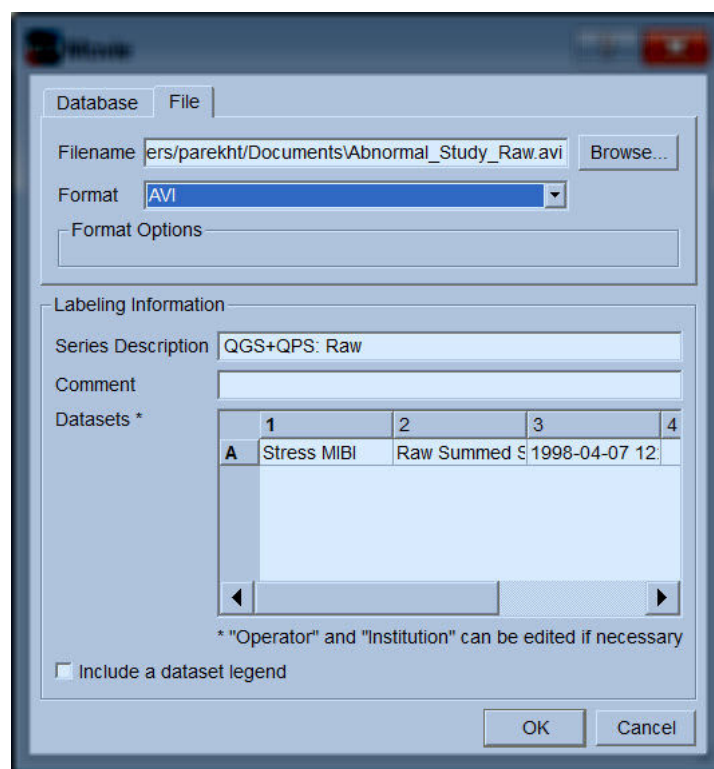 Movie
Database File
Filename ers/parekht/Documents\Abnormal_Study_Raw.avi Browse...
Format AVI
Format Options
Labeling Information
Series Description QGS+QPS: Raw
Comment
Datasets *
1 2 3 4
A Stress MIBI Raw Summed S 1998-04-07 12:
* "Operator" and "Institution" can be edited if necessary
Include a dataset legend
OK Cancel